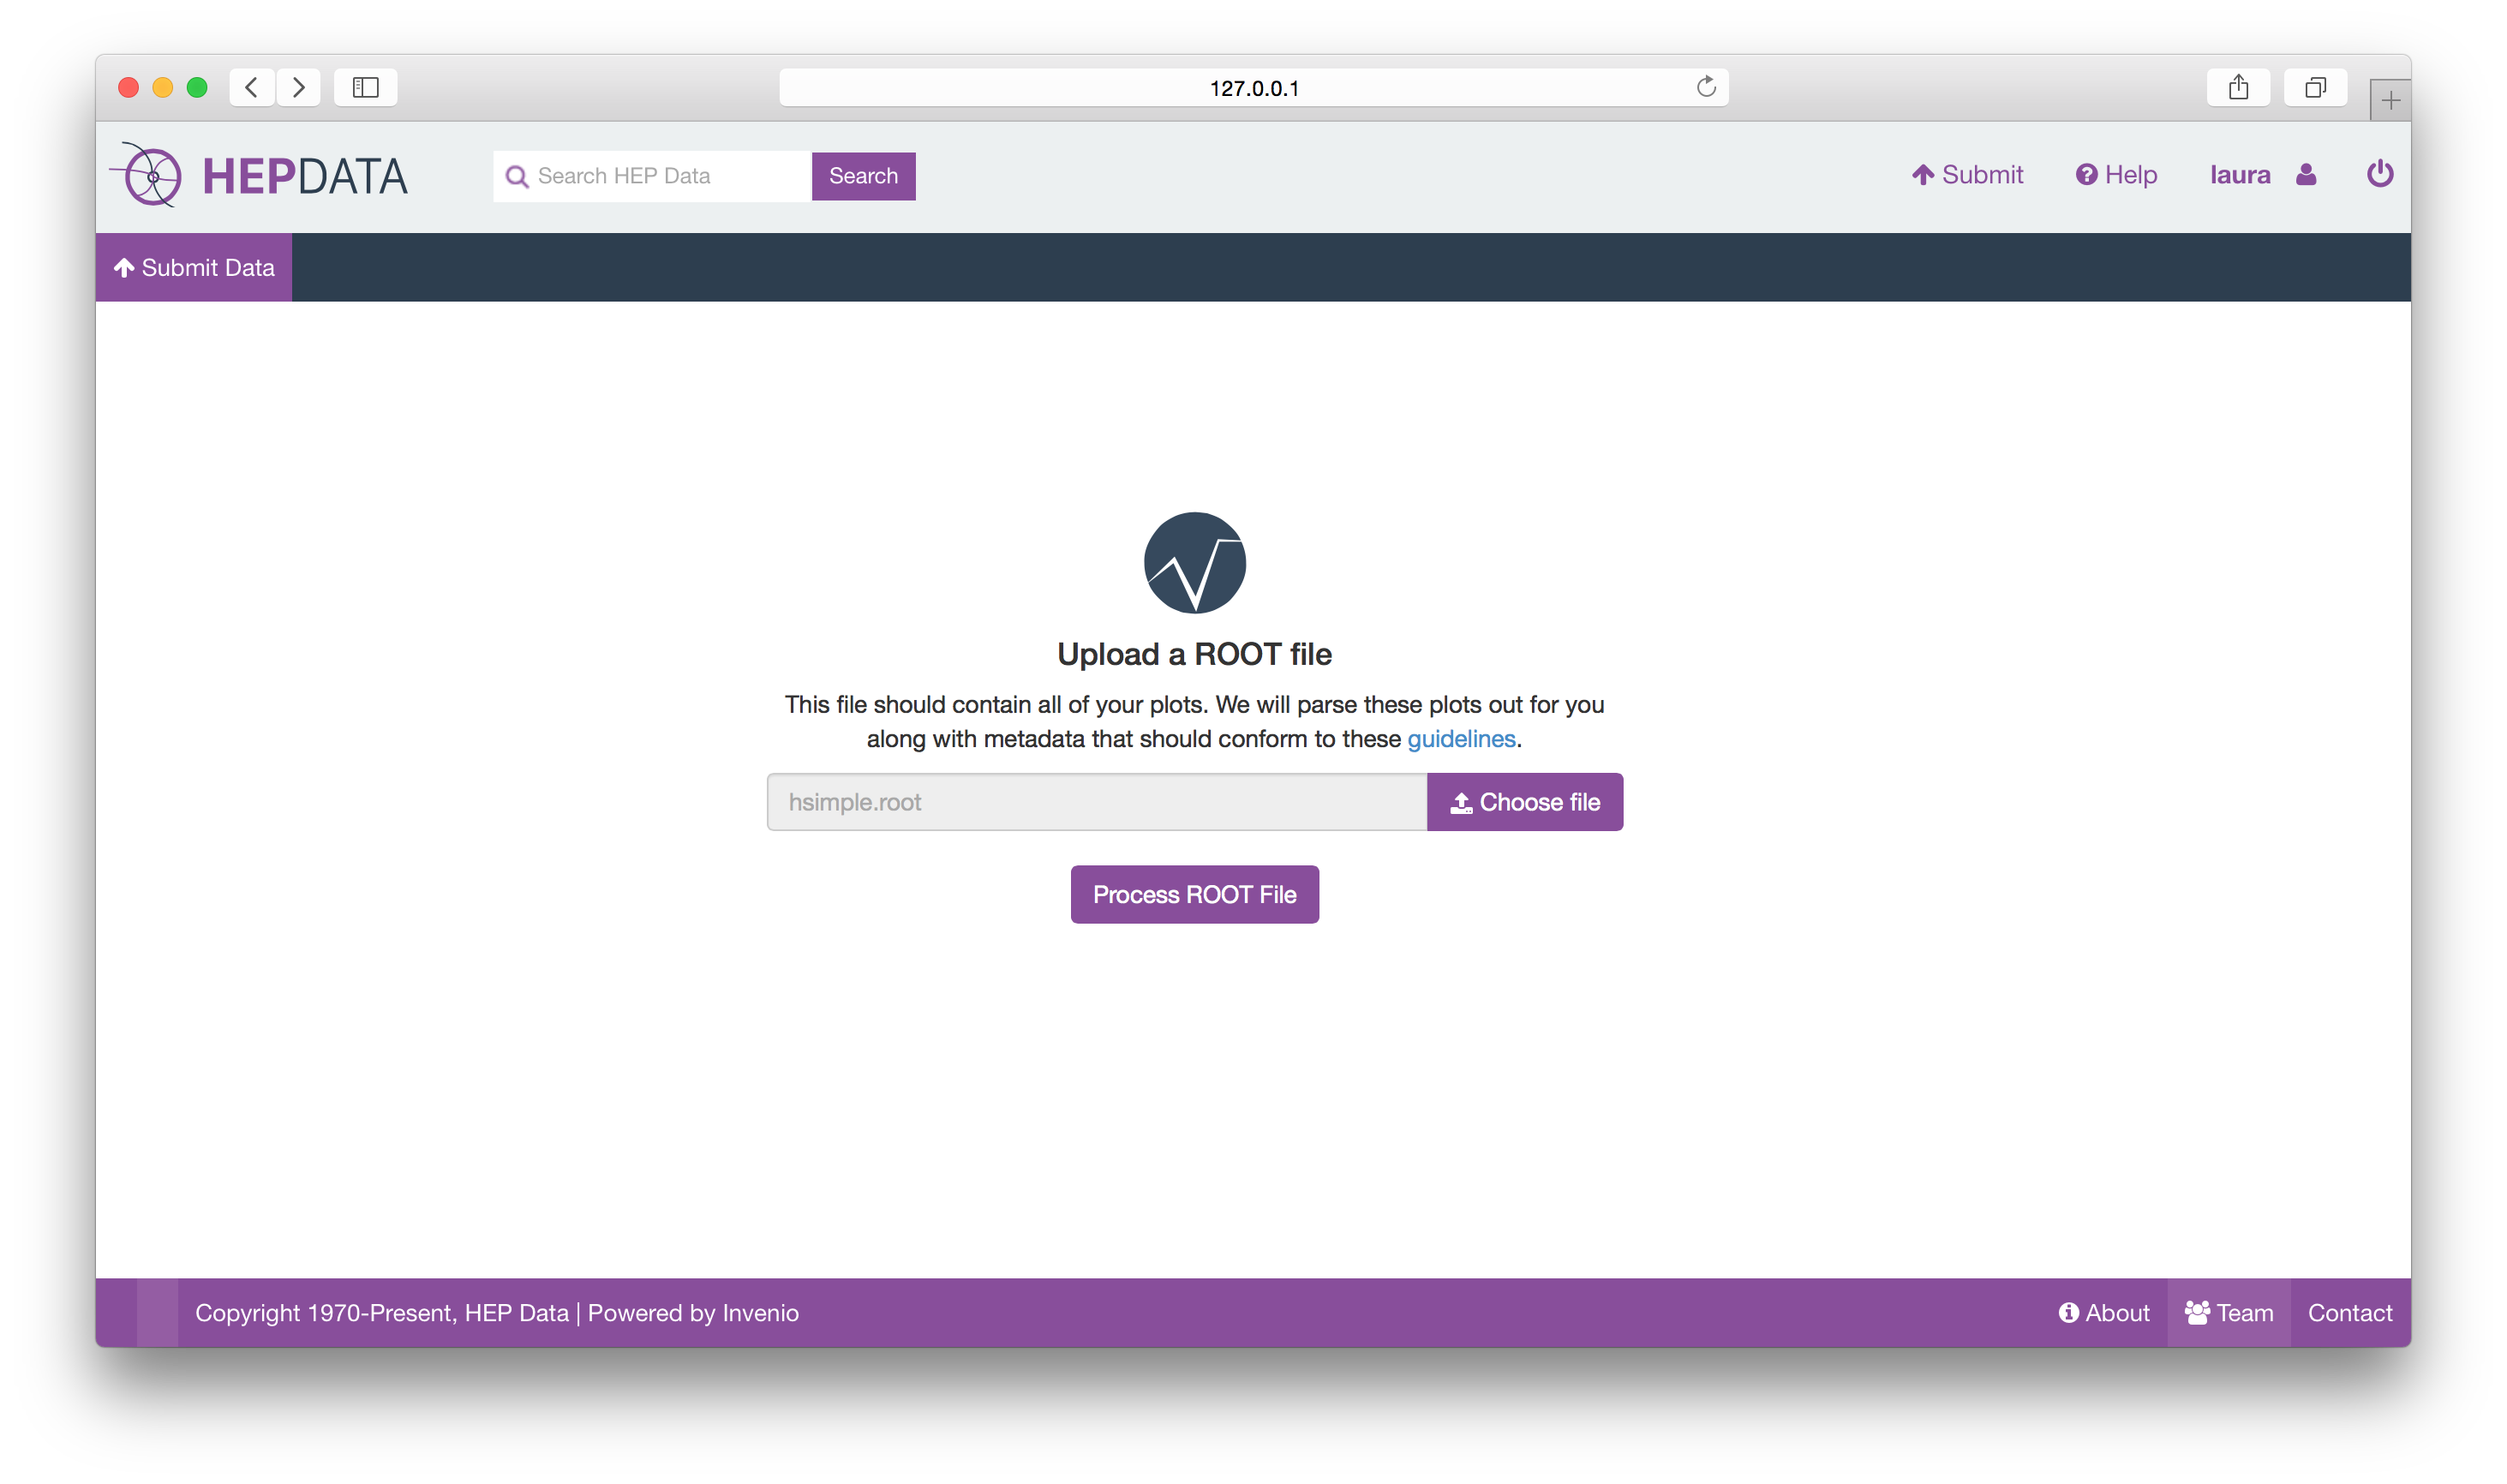 127.0.0.1
HEPDATA
Search HEP Data
Search
Submit
Help
laura
Submit Data
Upload a ROOT file
This file should contain all of your plots. We will parse these plots out for you
along with metadata that should conform to these guidelines.
hsimple.root
Choose file
Process ROOT File
Copyright 1970-Present, HEP Data | Powered by Invenio
About
Team
Contact